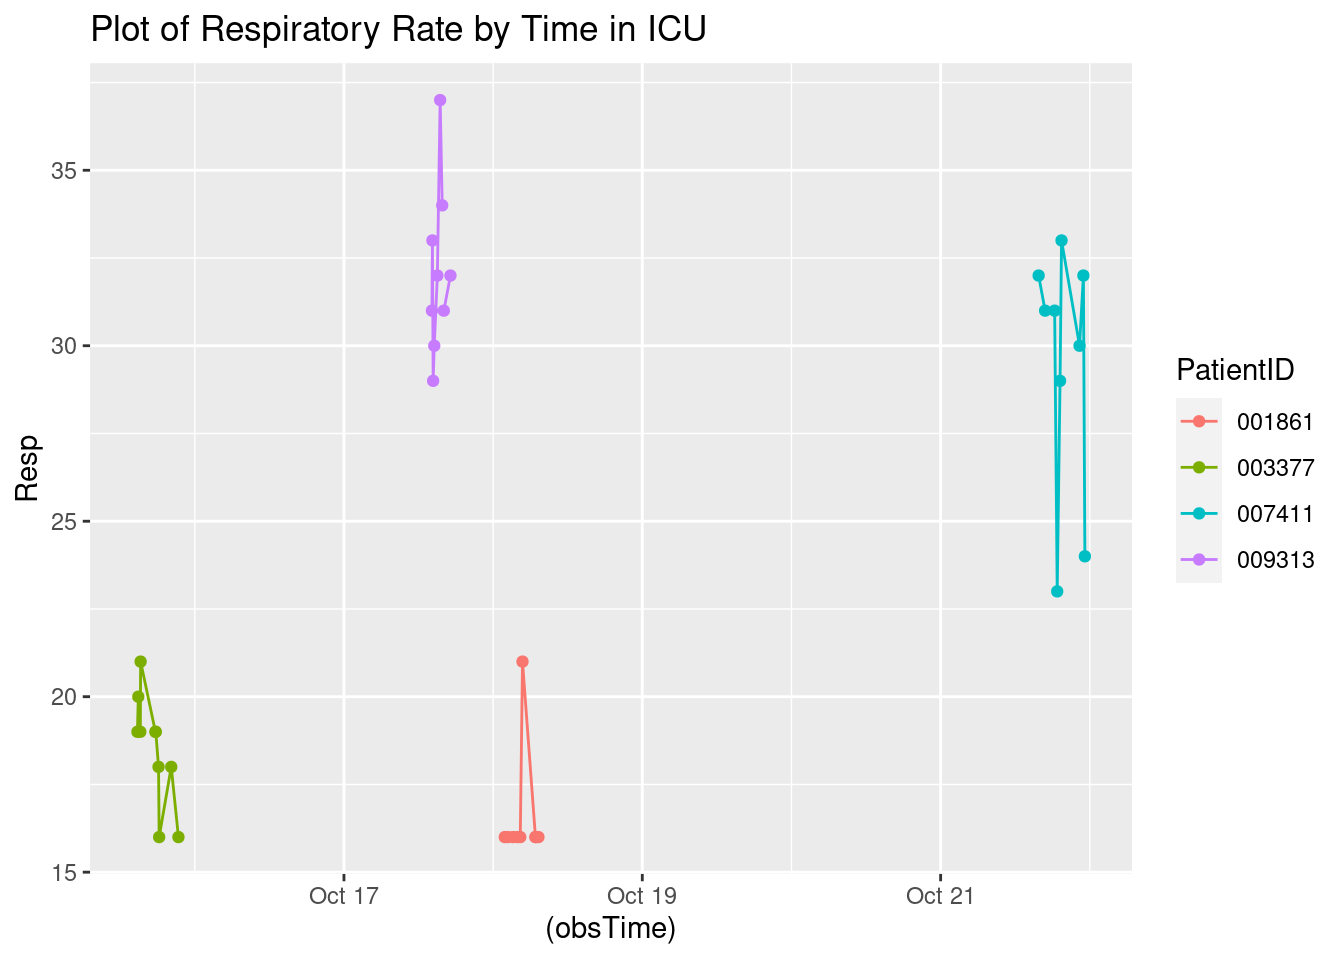 Plot of Respiratory Rate by Time in ICU
35
30
25
20
15
Resp
Oct 17
Oct 19
Oct 21
(obsTime)
PatientID
001861
003377
007411
009313